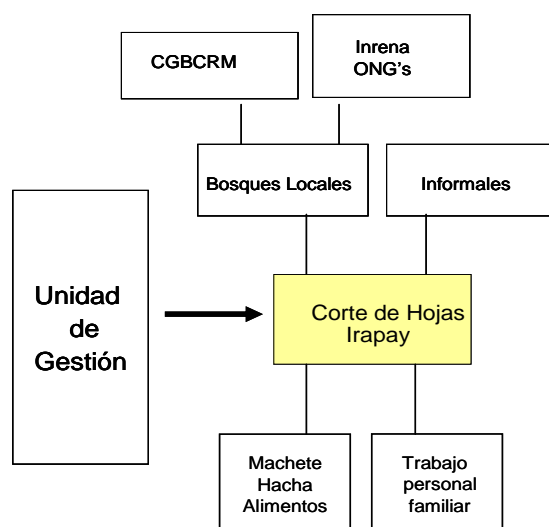 CGBCRM
Inrena
ONG's
Bosques Locales
Informales
Unidad
de
Gestión
Corte de Hojas
Irapay
Machete
Hacha
Alimentos
Trabajo
personal
familiar